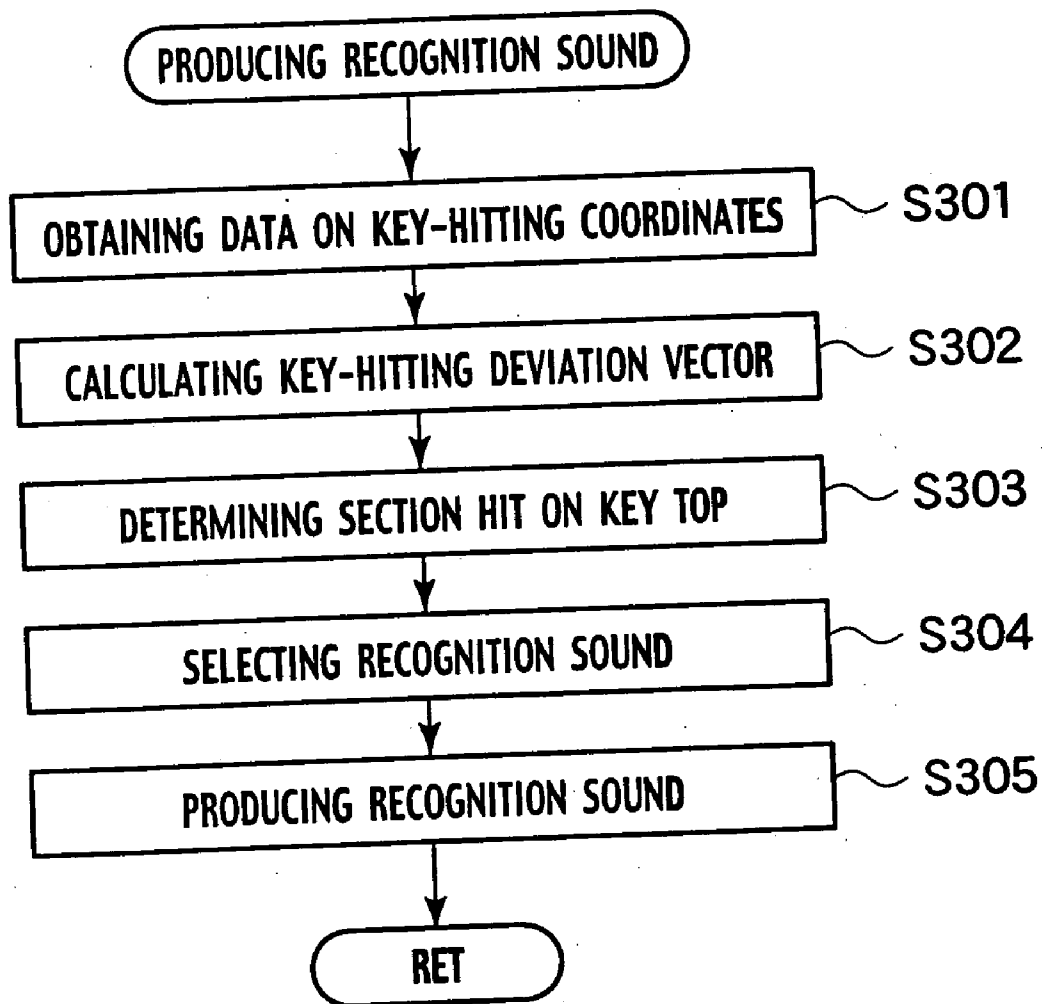 PRODUCING RECOGNITION SOUND
OBTAINING DATA ON KEY-HITTING COORDINATES
S301
CALCULATING KEY-HITTING DEVIATION VECTOR
S302
DETERMINING SECTION HIT ON KEY TOP
S303
SELECTING RECOGNITION SOUND
S304
PRODUCING RECOGNITION SOUND
S305
RET